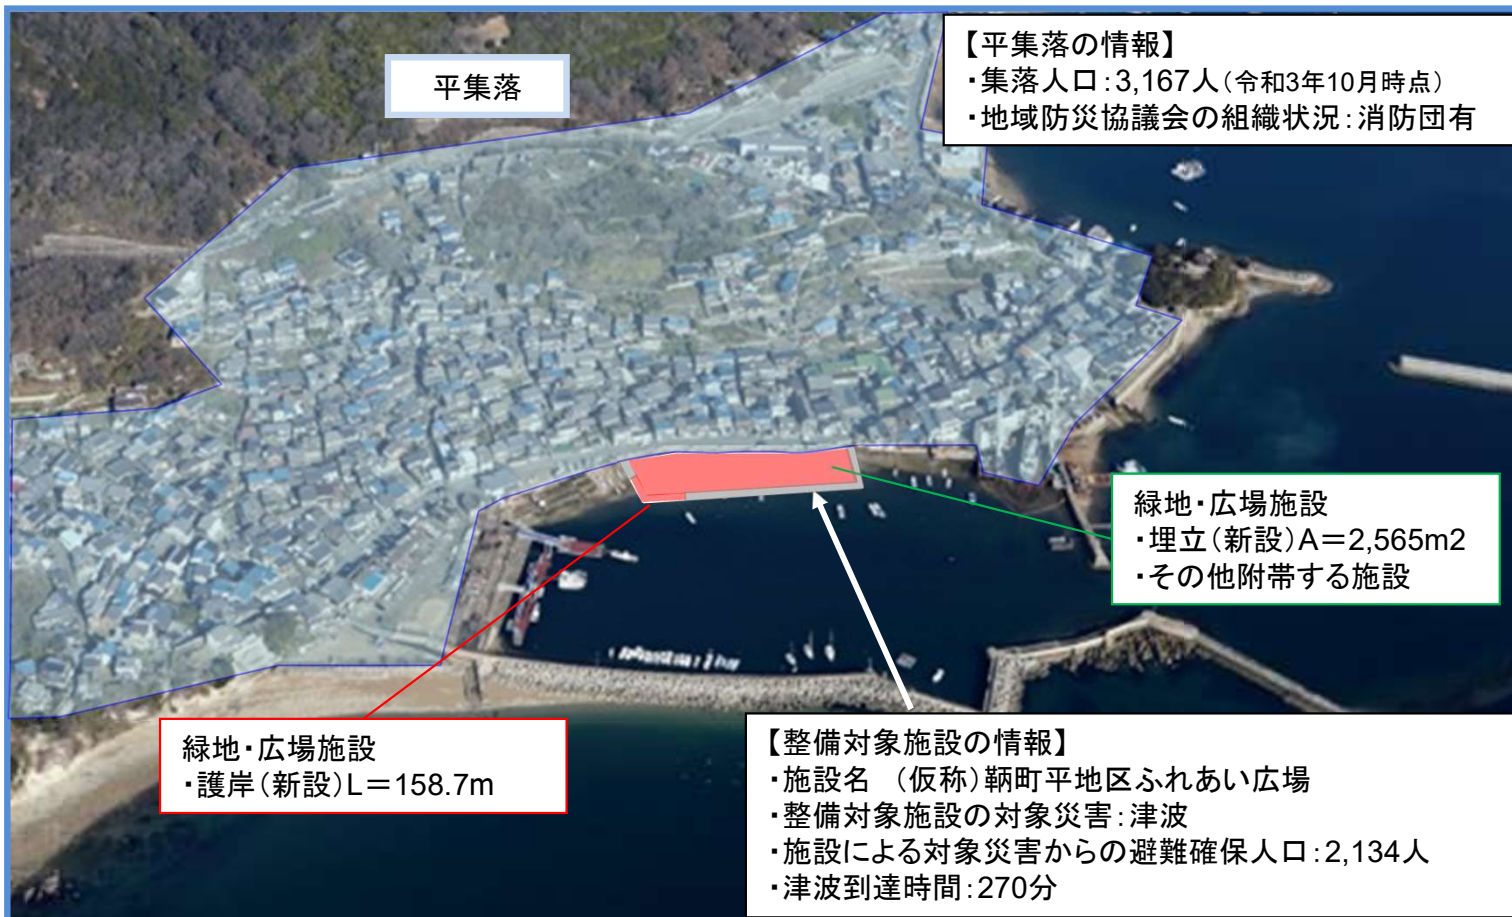 平集落
【平集落の情報】
・集落人口：3,167人（令和3年10月時点）
・地域防災協議会の組織状況：消防団有
緑地・広場施設
・埋立（新設）A＝2,565m2
・その他附帯する施設
緑地・広場施設
・護岸（新設）L＝158.7m
【整備対象施設の情報】
・施設名　（仮称）鞆町平地区ふれあい広場
・整備対象施設の対象災害：津波
・施設による対象災害からの避難確保人口：2,134人
・津波到達時間：270分